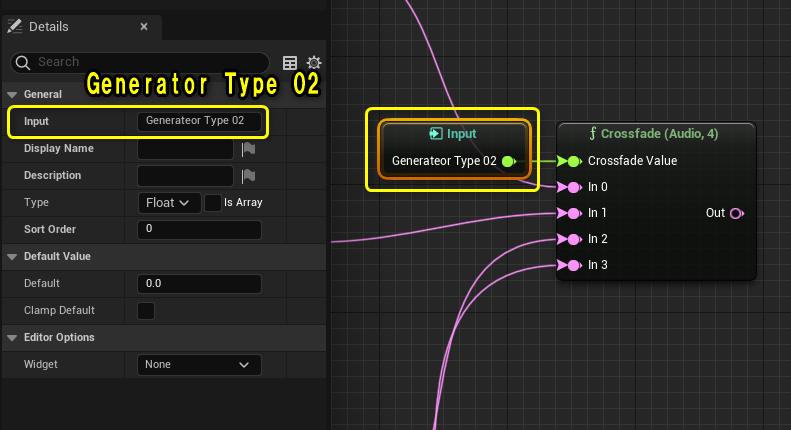 Details
Search
Generator Type 02
General
Input Generateor Type 02
Display Name
Description
Type Float Is Array
Sort Order 0
Default Value
Default 0.0
Clamp Default
Editor Options
Widget None
Input
Generateor Type 02
Crossfade (Audio, 4)
Crossfade Value
In 0
In 1 Out
In 2
In 3